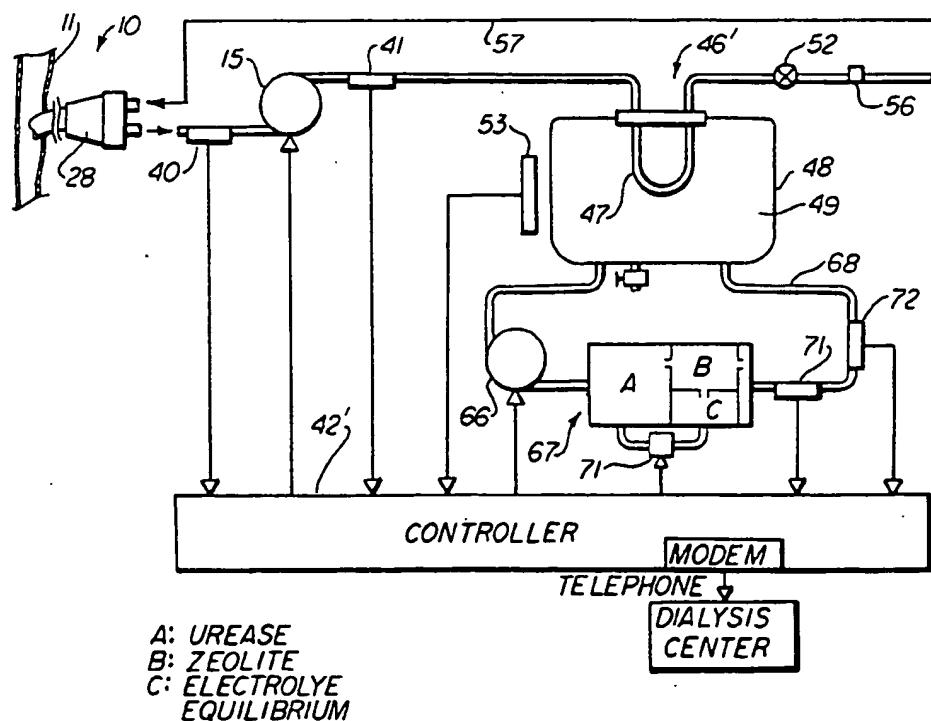 11
10
57
15
41
46'
52
56
28
40
53
47
48
49
68
72
66
A
B
C
71
67
71
42'
CONTROLLER
MODEM
TELEPHONE
DIALYSIS
CENTER
A: UREASE
B: ZEOLITE
C: ELECTROLYE
EQUILIBRIUM